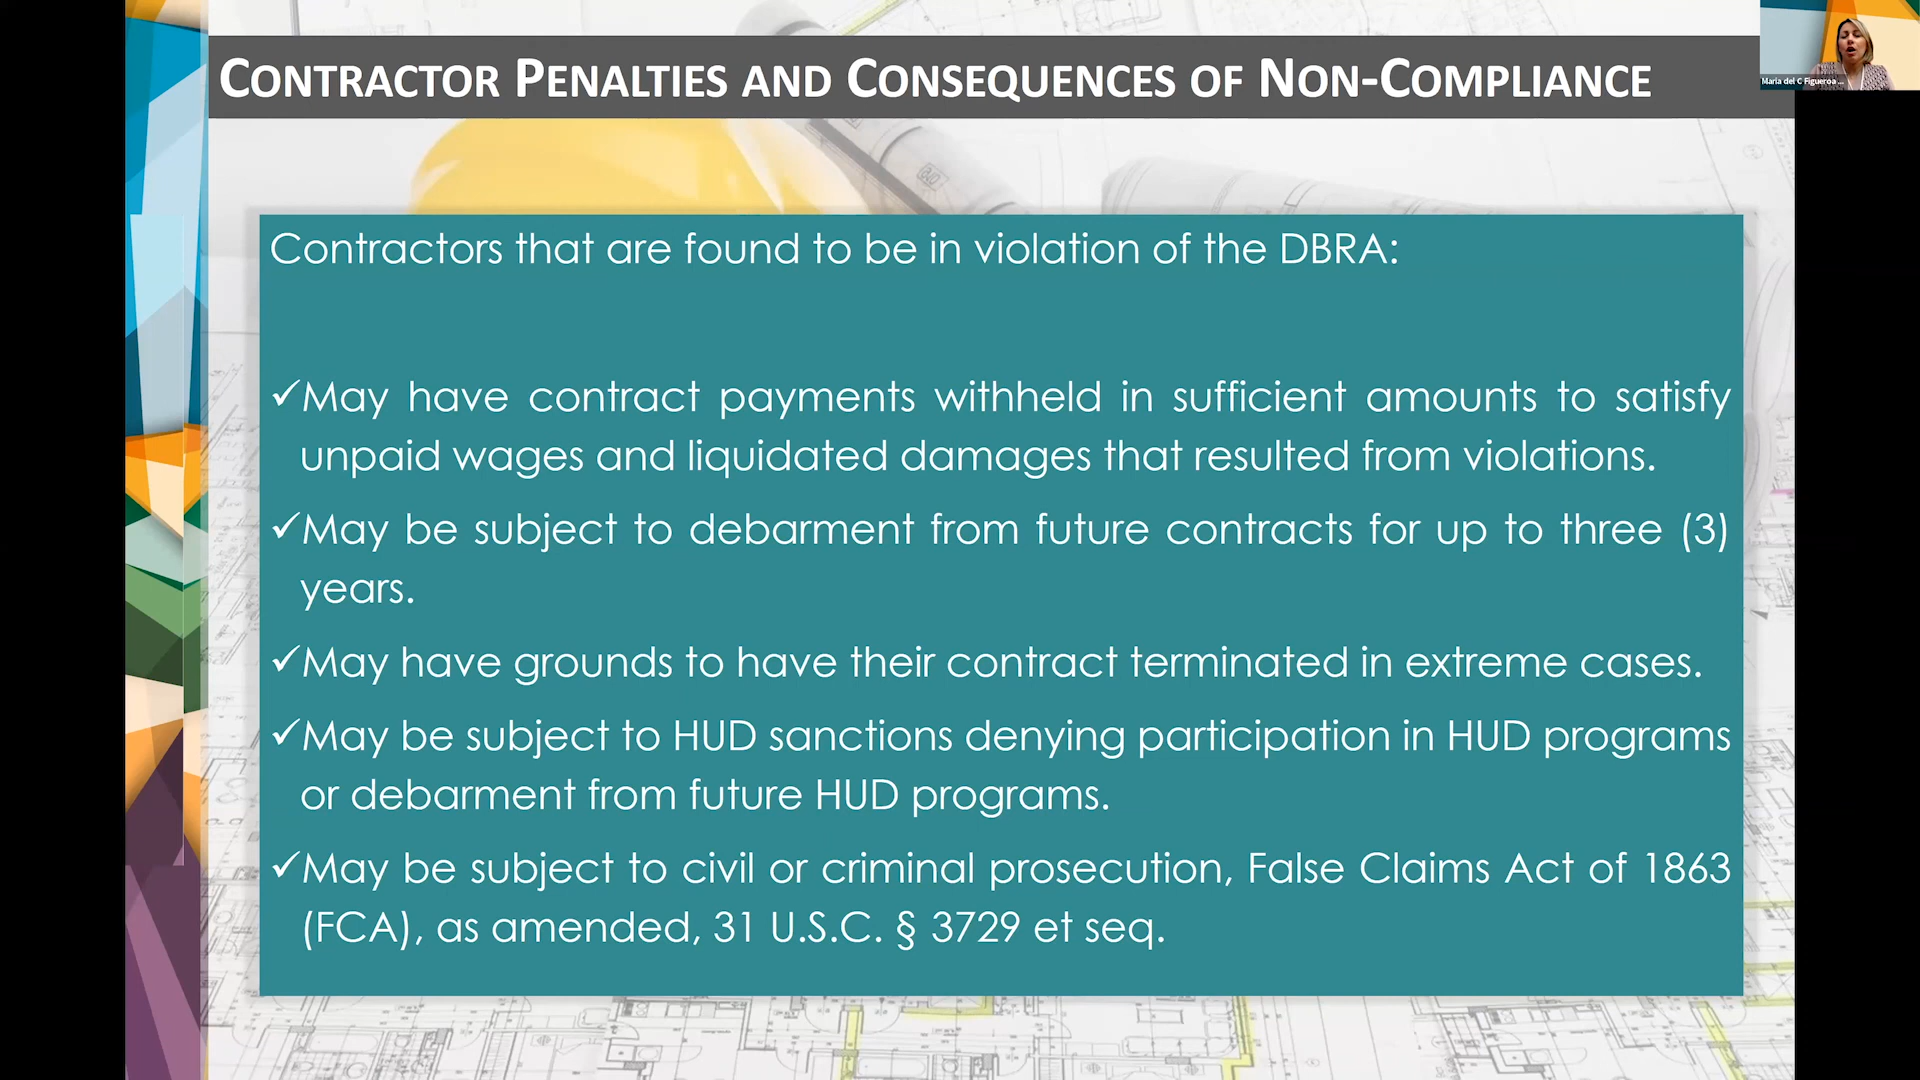 CONTRACTOR PENALTIES AND CONSEQUENCES OF NON-COMPLIANCE
Maria del C Figueroa ...
Contractors that are found to be in violation of the DBRA:
✓May have contract payments withheld in sufficient amounts to satisfy
unpaid wages and liquidated damages that resulted from violations.
✓May be subject to debarment from future contracts for up to three (3)
years.
✓May have grounds to have their contract terminated in extreme cases.
✓May be subject to HUD sanctions denying participation in HUD programs
or debarment from future HUD programs.
✓May be subject to civil or criminal prosecution, False Claims Act of 1863
(FCA), as amended, 31 U.S.C. § 3729 et seq.